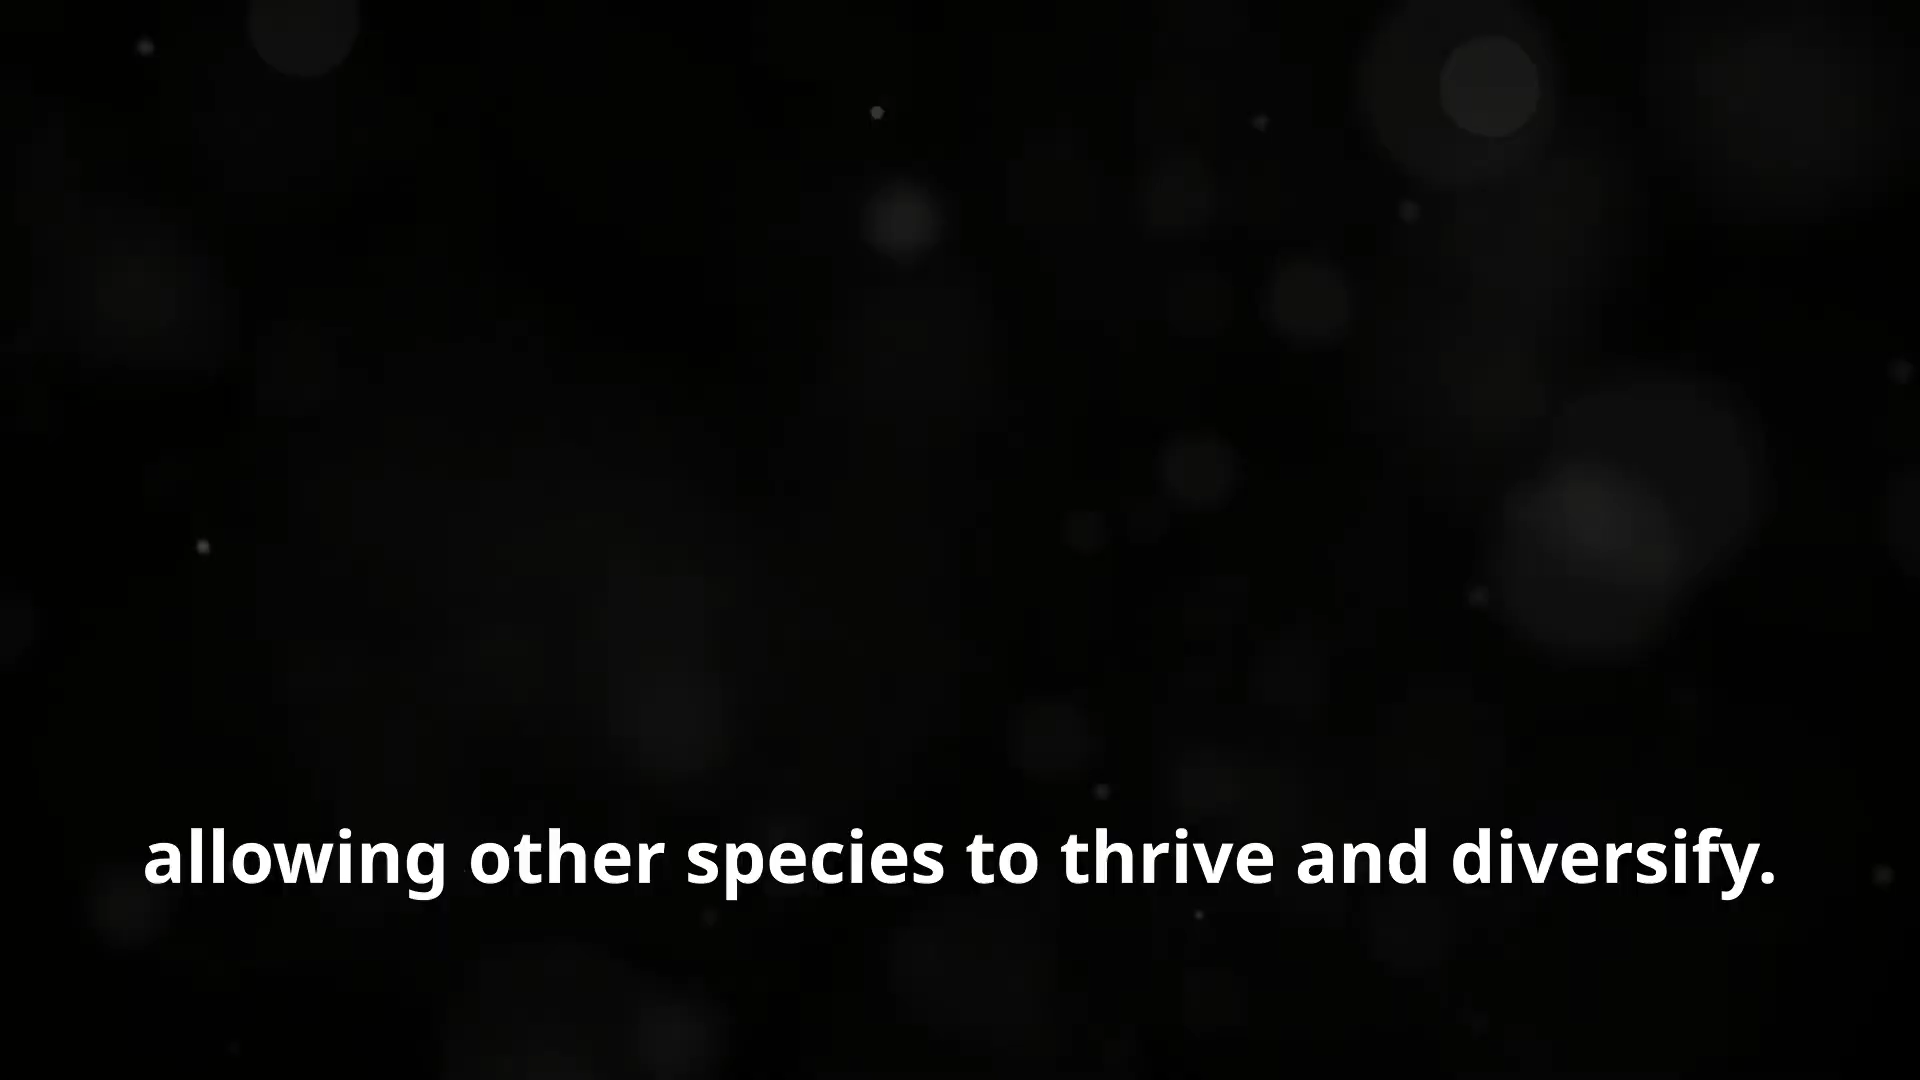 allowing other species to thrive and diversify.